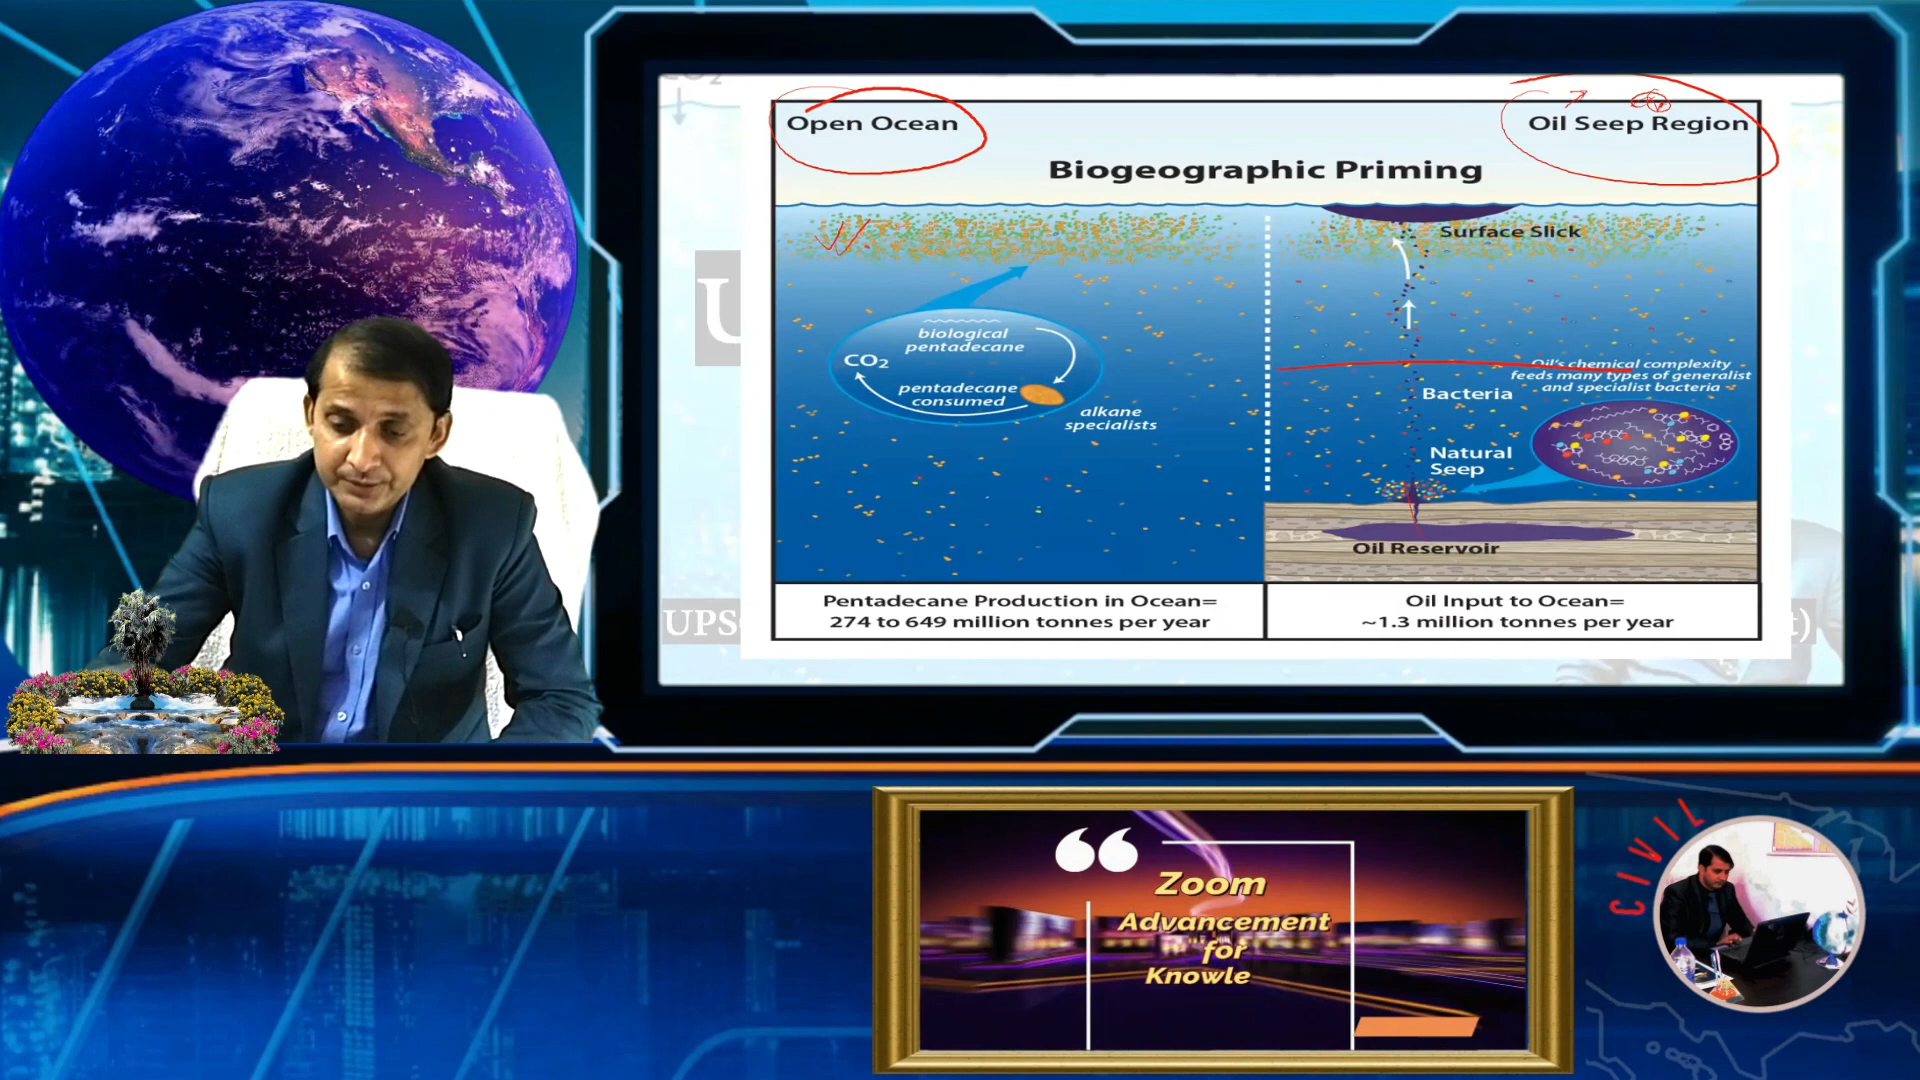 CO₂
Open Ocean
Oil Seep Region
Biogeographic Priming
Surface Slick
biological
pentadecane
CO₂
pentadecane
consumed
alkane
specialists
Oil's chemical complexity
feeds many types of generalist
and specialist bacteria
Bacteria
Natural
Seep
Oil Reservoir
U
UPS
Pentadecane Production in Ocean=
274 to 649 million tonnes per year
Oil Input to Ocean=
~1.3 million tonnes per year
CIVIL
Zoom
Advancement
for
Knowle